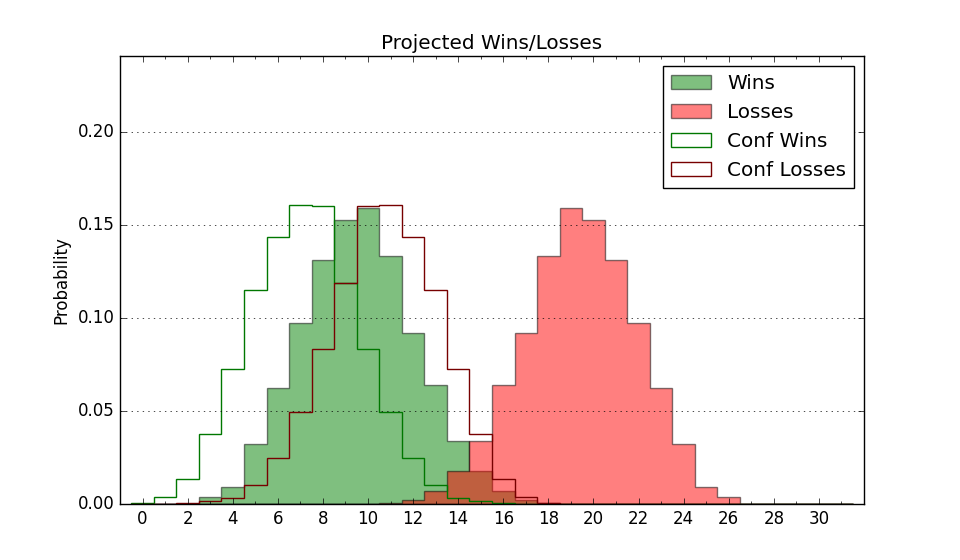 Projected Wins/Losses
Wins
Losses
Conf Wins
Conf Losses
Probability
0.20
0.15
0.10
0.05
0.00
0 2 4 6 8 10 12 14 16 18 20 22 24 26 28 30